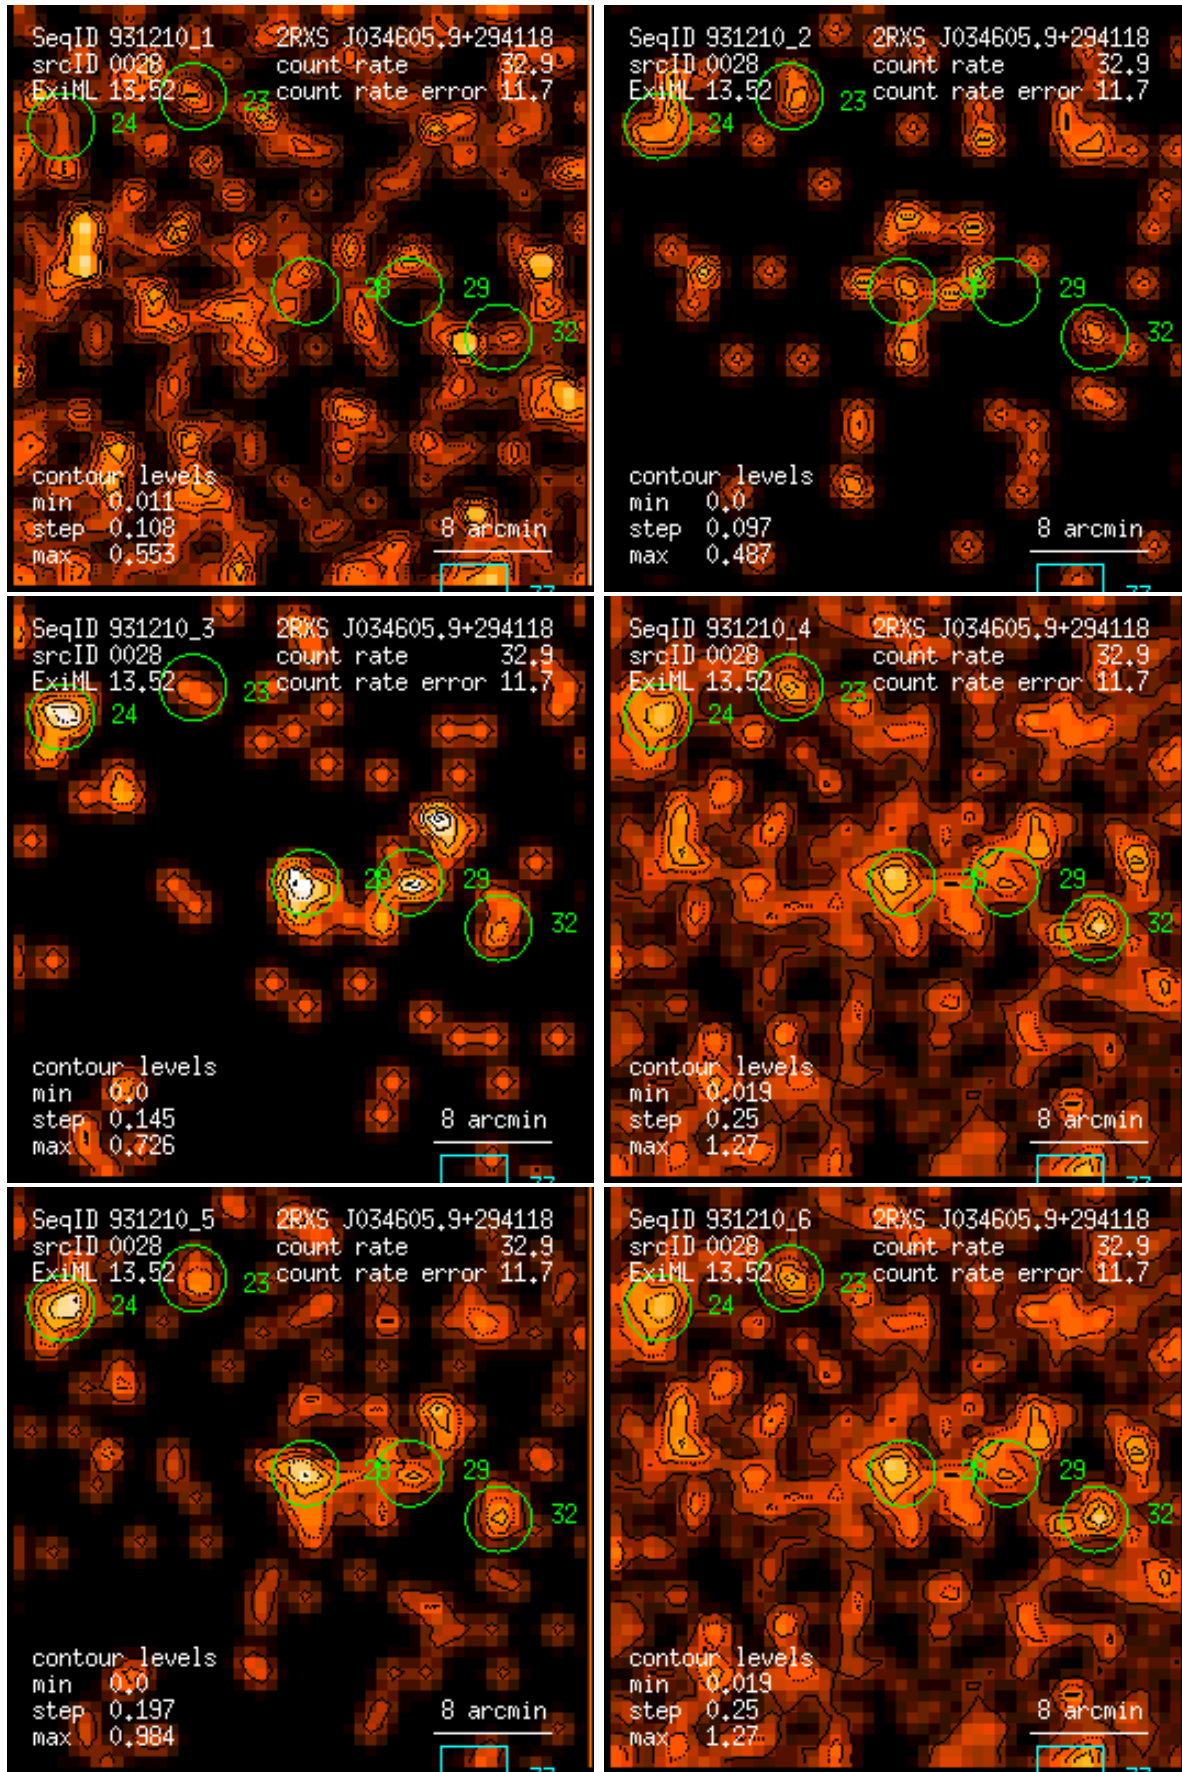 SeqID 931210_1 2RXS J034605.9+294118
srcID 0028 count rate 32.9
ExiML 13.52 count rate error 11.7
23
24
28
29
32
contour levels
min 0.011
step 0.108
max 0.553
8 arcmin
SeqID 931210_2 2RXS J034605.9+294118
srcID 0028 count rate 32.9
ExiML 13.52 count rate error 11.7
23
24
29
32
contour levels
min 0.0
step 0.097
max 0.487
8 arcmin
SeqID 931210_3 2RXS J034605.9+294118
srcID 0028 count rate 32.9
ExiML 13.52 count rate error 11.7
23
24
28
29
32
contour levels
min 0.0
step 0.145
max 0.726
8 arcmin
SeqID 931210_4 2RXS J034605.9+294118
srcID 0028 count rate 32.9
ExiML 13.52 count rate error 11.7
23
24
28
29
32
contour levels
min 0.019
step 0.25
max 1.27
8 arcmin
SeqID 931210_5 2RXS J034605.9+294118
srcID 0028 count rate 32.9
ExiML 13.52 count rate error 11.7
23
24
28
29
32
contour levels
min 0.0
step 0.197
max 0.984
8 arcmin
SeqID 931210_6 2RXS J034605.9+294118
srcID 0028 count rate 32.9
ExiML 13.52 count rate error 11.7
23
24
28
29
32
contour levels
min 0.019
step 0.25
max 1.27
8 arcmin